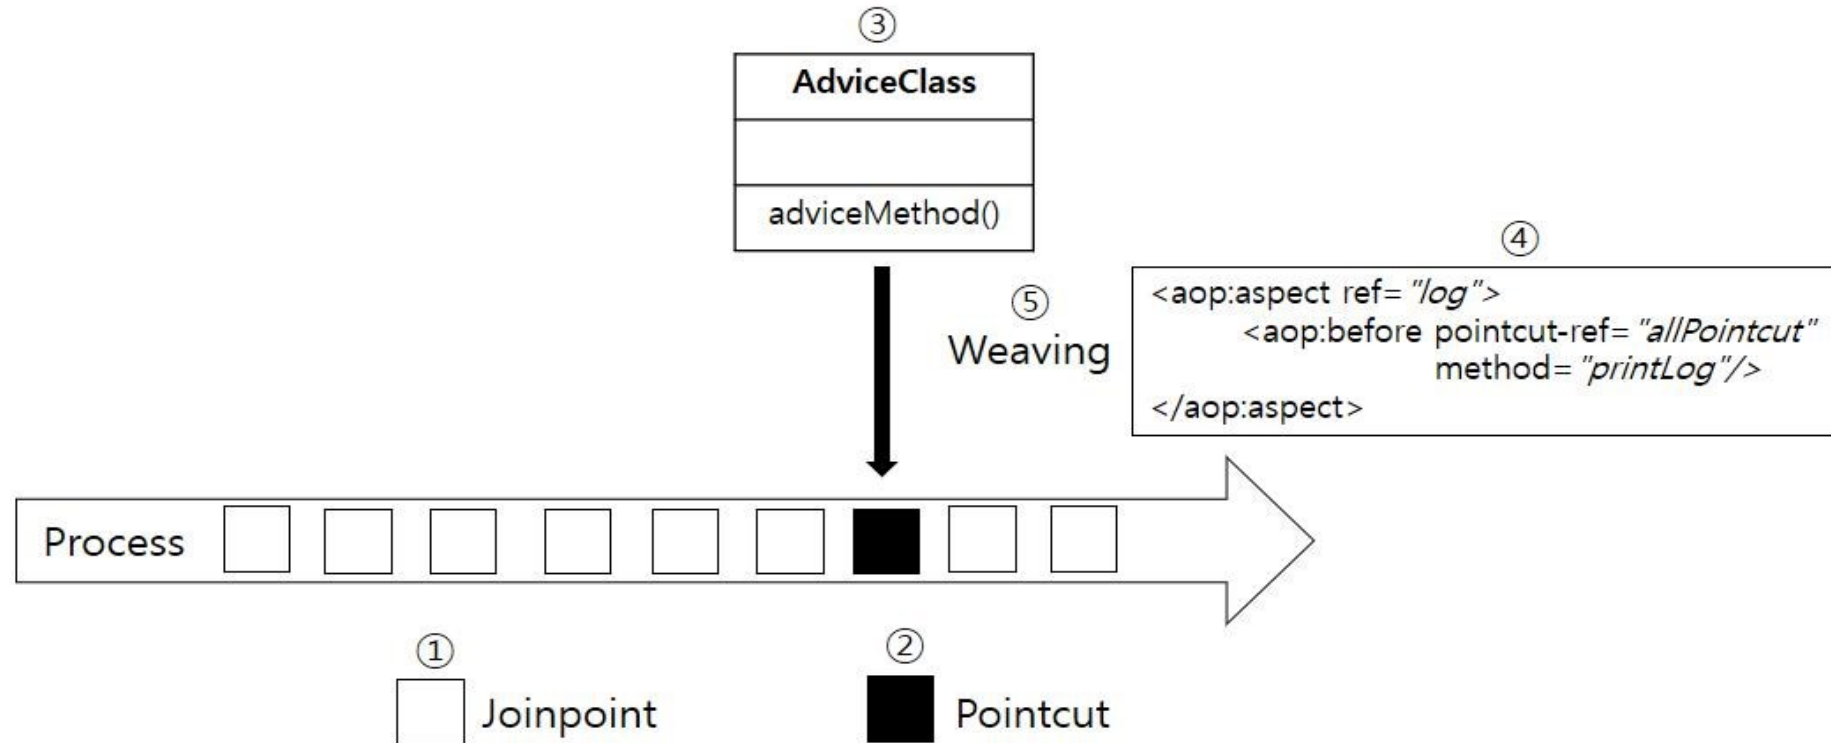 ③
AdviceClass
adviceMethod()
④
<aop:aspect ref="log">
<aop:before pointcut-ref="allPointcut"
method="printLog"/>
</aop:aspect>
⑤
Weaving
Process
①
Joinpoint
②
Pointcut